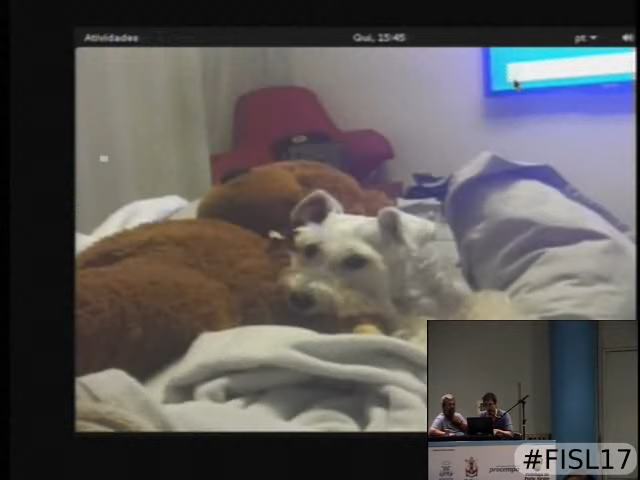 Atividades
Qui, 15:45
pt
procempa
#FISL17